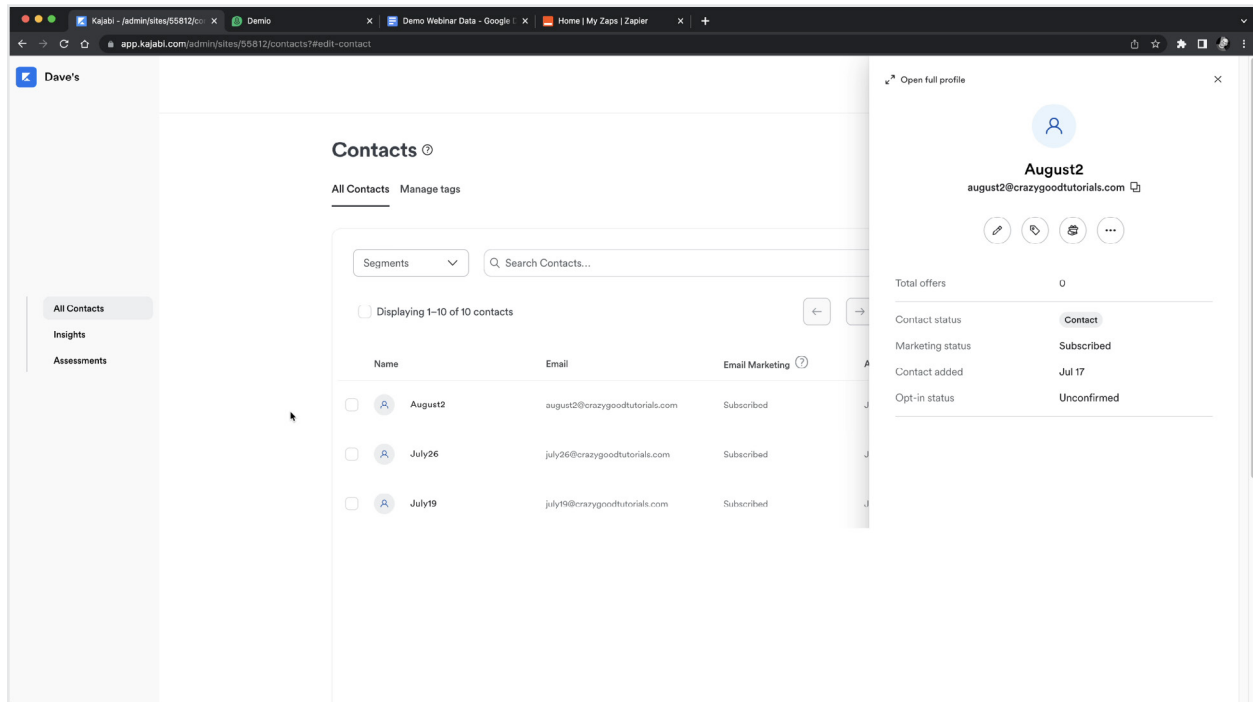 Kajabi - /admin/sites/55812/co
Demio
Demo Webinar Data - Google
Home | My Zaps | Zapier
app.kajabi.com/admin/sites/55812/contacts?#edit-contact
Dave's
All Contacts
Insights
Assessments
Contacts
All Contacts Manage tags
Segments
Search Contacts...
Displaying 1–10 of 10 contacts
Name Email Email Marketing A
August2 august2@crazygoodtutorials.com Subscribed J
July26 july26@crazygoodtutorials.com Subscribed J
July19 july19@crazygoodtutorials.com Subscribed J
Open full profile
August2
august2@crazygoodtutorials.com
Total offers 0
Contact status Contact
Marketing status Subscribed
Contact added Jul 17
Opt-in status Unconfirmed